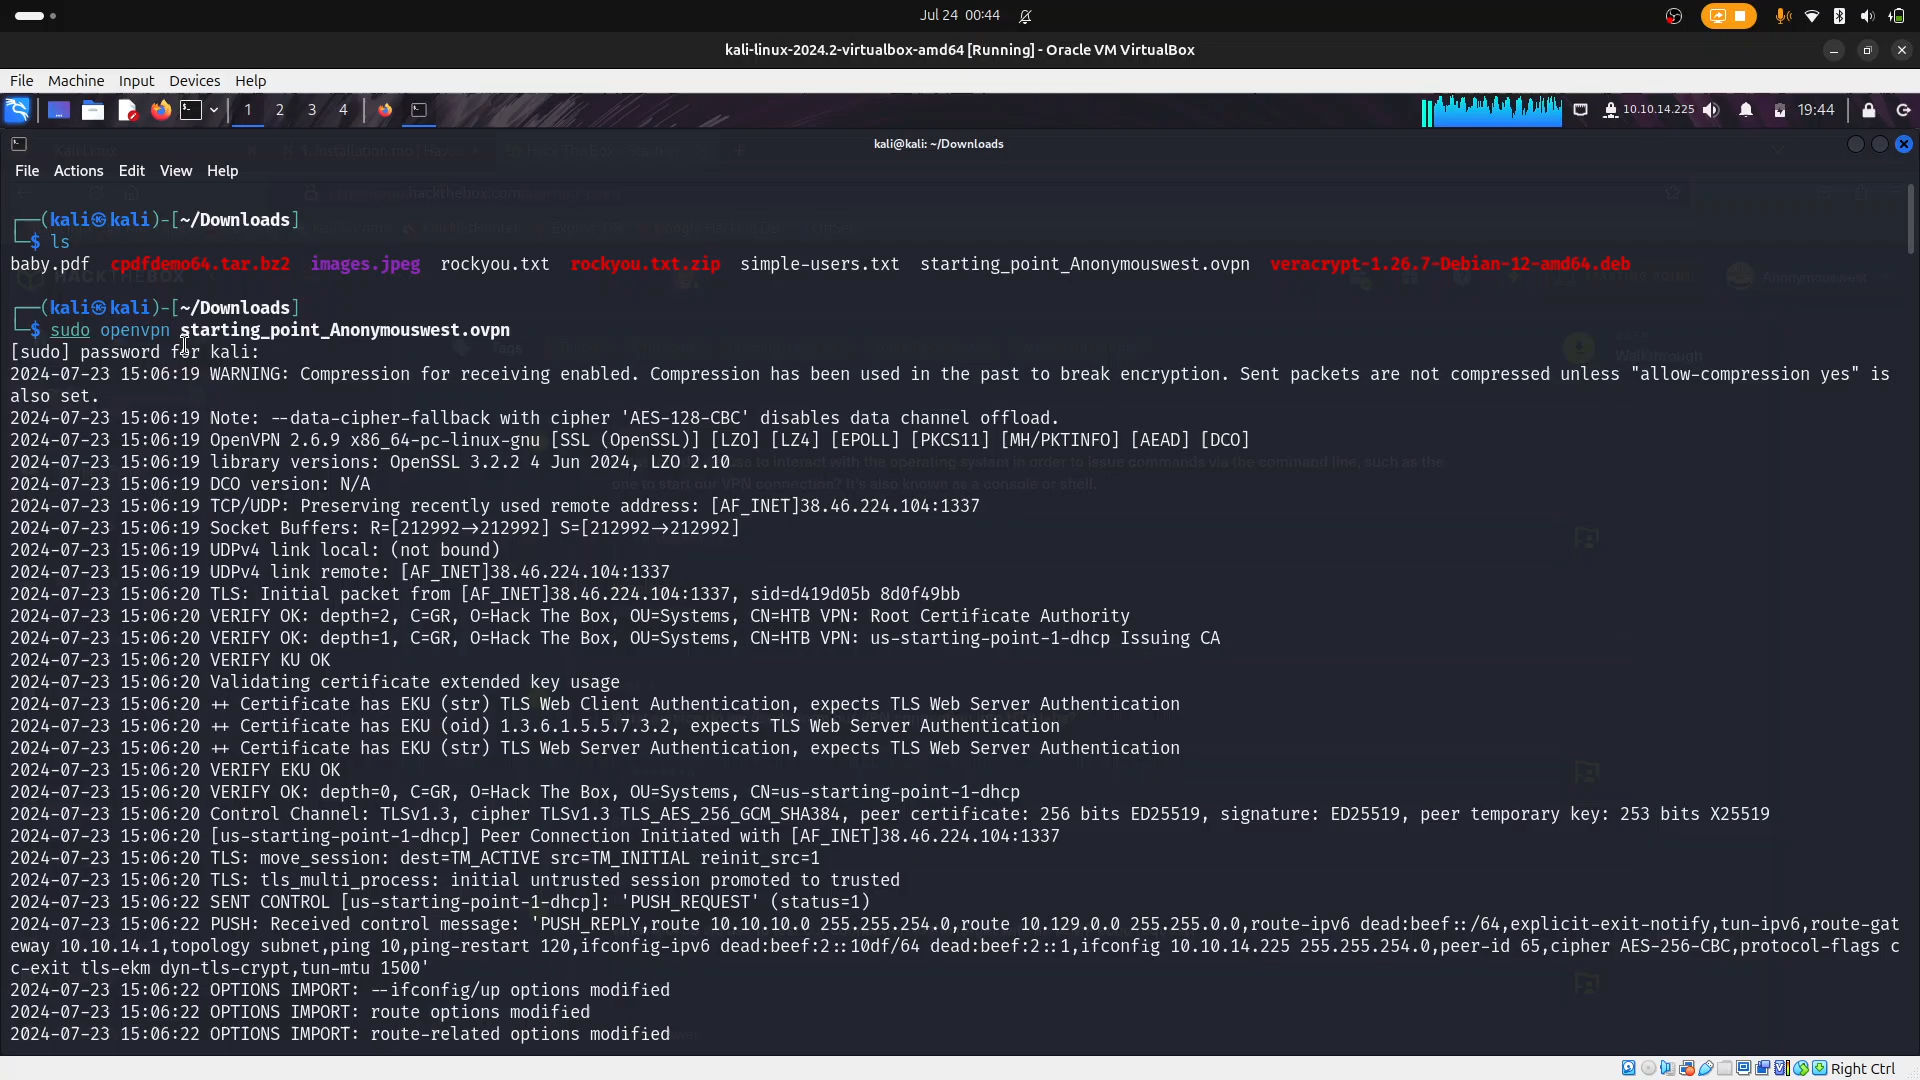 Jul 24 00:44
kali-linux-2024.2-virtualbox-amd64 [Running] - Oracle VM VirtualBox
File Machine Input Devices Help
1 2 3 4 10.10.14.225 19:44
kali@kali: ~/Downloads
File Actions Edit View Help
┌──(kali㉿kali)-[~/Downloads]
└─$ ls
baby.pdf cpdfdemo64.tar.bz2 images.jpeg rockyou.txt rockyou.txt.zip simple-users.txt starting_point_Anonymouswest.ovpn veracrypt-1.26.7-Debian-12-amd64.deb
┌──(kali㉿kali)-[~/Downloads]
└─$ sudo openvpn starting_point_Anonymouswest.ovpn
[sudo] password for kali:
2024-07-23 15:06:19 WARNING: Compression for receiving enabled. Compression has been used in the past to break encryption. Sent packets are not compressed unless "allow-compression yes" is
also set.
2024-07-23 15:06:19 Note: --data-cipher-fallback with cipher 'AES-128-CBC' disables data channel offload.
2024-07-23 15:06:19 OpenVPN 2.6.9 x86_64-pc-linux-gnu [SSL (OpenSSL)] [LZO] [LZ4] [EPOLL] [PKCS11] [MH/PKTINFO] [AEAD] [DCO]
2024-07-23 15:06:19 library versions: OpenSSL 3.2.2 4 Jun 2024, LZO 2.10
2024-07-23 15:06:19 DCO version: N/A
2024-07-23 15:06:19 TCP/UDP: Preserving recently used remote address: [AF_INET]38.46.224.104:1337
2024-07-23 15:06:19 Socket Buffers: R=[212992→212992] S=[212992→212992]
2024-07-23 15:06:19 UDPv4 link local: (not bound)
2024-07-23 15:06:19 UDPv4 link remote: [AF_INET]38.46.224.104:1337
2024-07-23 15:06:20 TLS: Initial packet from [AF_INET]38.46.224.104:1337, sid=d419d05b 8d0f49bb
2024-07-23 15:06:20 VERIFY OK: depth=2, C=GR, O=Hack The Box, OU=Systems, CN=HTB VPN: Root Certificate Authority
2024-07-23 15:06:20 VERIFY OK: depth=1, C=GR, O=Hack The Box, OU=Systems, CN=HTB VPN: us-starting-point-1-dhcp Issuing CA
2024-07-23 15:06:20 VERIFY KU OK
2024-07-23 15:06:20 Validating certificate extended key usage
2024-07-23 15:06:20 ++ Certificate has EKU (str) TLS Web Client Authentication, expects TLS Web Server Authentication
2024-07-23 15:06:20 ++ Certificate has EKU (oid) 1.3.6.1.5.5.7.3.2, expects TLS Web Server Authentication
2024-07-23 15:06:20 ++ Certificate has EKU (str) TLS Web Server Authentication, expects TLS Web Server Authentication
2024-07-23 15:06:20 VERIFY EKU OK
2024-07-23 15:06:20 VERIFY OK: depth=0, C=GR, O=Hack The Box, OU=Systems, CN=us-starting-point-1-dhcp
2024-07-23 15:06:20 Control Channel: TLSv1.3, cipher TLSv1.3 TLS_AES_256_GCM_SHA384, peer certificate: 256 bits ED25519, signature: ED25519, peer temporary key: 253 bits X25519
2024-07-23 15:06:20 [us-starting-point-1-dhcp] Peer Connection Initiated with [AF_INET]38.46.224.104:1337
2024-07-23 15:06:20 TLS: move_session: dest=TM_ACTIVE src=TM_INITIAL reinit_src=1
2024-07-23 15:06:20 TLS: tls_multi_process: initial untrusted session promoted to trusted
2024-07-23 15:06:22 SENT CONTROL [us-starting-point-1-dhcp]: 'PUSH_REQUEST' (status=1)
2024-07-23 15:06:22 PUSH: Received control message: 'PUSH_REPLY,route 10.10.10.0 255.255.254.0,route 10.129.0.0 255.255.0.0,route-ipv6 dead:beef::/64,explicit-exit-notify,tun-ipv6,route-gat
eway 10.10.14.1,topology subnet,ping 10,ping-restart 120,ifconfig-ipv6 dead:beef:2::10df/64 dead:beef:2::1,ifconfig 10.10.14.225 255.255.254.0,peer-id 65,cipher AES-256-CBC,protocol-flags c
c-exit tls-ekm dyn-tls-crypt,tun-mtu 1500'
2024-07-23 15:06:22 OPTIONS IMPORT: --ifconfig/up options modified
2024-07-23 15:06:22 OPTIONS IMPORT: route options modified
2024-07-23 15:06:22 OPTIONS IMPORT: route-related options modified
Right Ctrl